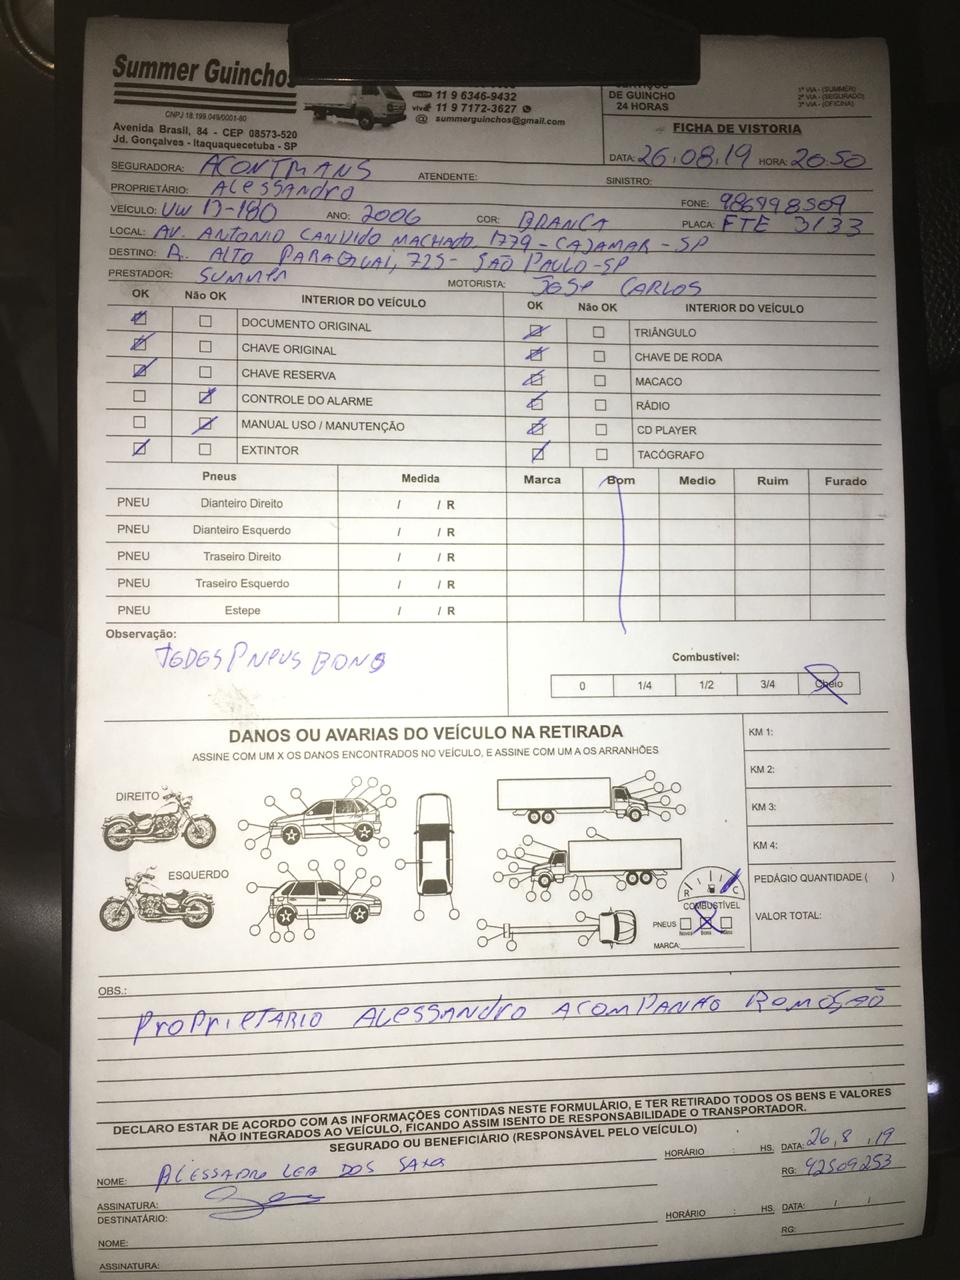 Summer Guinchos
CNPJ 18.199.049/0001-80
Avenida Brasil, 84 - CEP 08573-520
Jd. Gonçalves - Itaquaquecetuba - SP
11 9 6346-9432
vivo 11 9 7172-3627
@ summerguinchos@gmail.com
DE GUINCHO
24 HORAS
1ª VIA - (SUMMER)
2ª VIA - (SEGURADO)
3ª VIA - (OFICINA)
FICHA DE VISTORIA
DATA: 26.08.19 HORA: 20:50
SEGURADORA: ACONTMANS ATENDENTE: SINISTRO:
PROPRIETÁRIO: ALESSANDRO FONE: 986998509
VEÍCULO: VW 13-180 ANO: 2006 COR: BRANCA PLACA: FTE 3133
LOCAL: AV. ANTONIO CANDIDO MACHADO, 1779 - CAJAMAR - SP
DESTINO: R. ALTO PARAGUAI, 725 - SÃO PAULO - SP
PRESTADOR: SUMMER MOTORISTA: JOSE CARLOS
OK Não OK INTERIOR DO VEÍCULO OK Não OK INTERIOR DO VEÍCULO
DOCUMENTO ORIGINAL TRIÂNGULO
CHAVE ORIGINAL CHAVE DE RODA
CHAVE RESERVA MACACO
CONTROLE DO ALARME RÁDIO
MANUAL USO / MANUTENÇÃO CD PLAYER
EXTINTOR TACÓGRAFO
Pneus Medida Marca Bom Medio Ruim Furado
PNEU Dianteiro Direito / / R
PNEU Dianteiro Esquerdo / / R
PNEU Traseiro Direito / / R
PNEU Traseiro Esquerdo / / R
PNEU Estepe / / R
Observação:
TODOS PNEUS BONS
Combustível:
0 1/4 1/2 3/4 Cheio
DANOS OU AVARIAS DO VEÍCULO NA RETIRADA
ASSINE COM UM X OS DANOS ENCONTRADOS NO VEÍCULO, E ASSINE COM UM A OS ARRANHÕES
KM 1:
KM 2:
KM 3:
KM 4:
DIREITO
ESQUERDO
PEDÁGIO QUANTIDADE ( )
VALOR TOTAL:
R C
COMBUSTÍVEL
PNEUS
Novos Bons
MARCA:
OBS.:
PROPRIETARIO ALESSANDRO ACOMPANHO ROMOÇÃO
DECLARO ESTAR DE ACORDO COM AS INFORMAÇÕES CONTIDAS NESTE FORMULÁRIO, E TER RETIRADO TODOS OS BENS E VALORES
NÃO INTEGRADOS AO VEÍCULO, FICANDO ASSIM ISENTO DE RESPONSABILIDADE O TRANSPORTADOR.
SEGURADO OU BENEFICIÁRIO (RESPONSÁVEL PELO VEÍCULO)
HORÁRIO : HS. DATA: 26, 8, 19
NOME: ALESSADRO LEA DOS RG: 42509253
ASSINATURA:
DESTINATÁRIO: HORÁRIO : HS. DATA: / /
NOME: RG:
ASSINATURA: